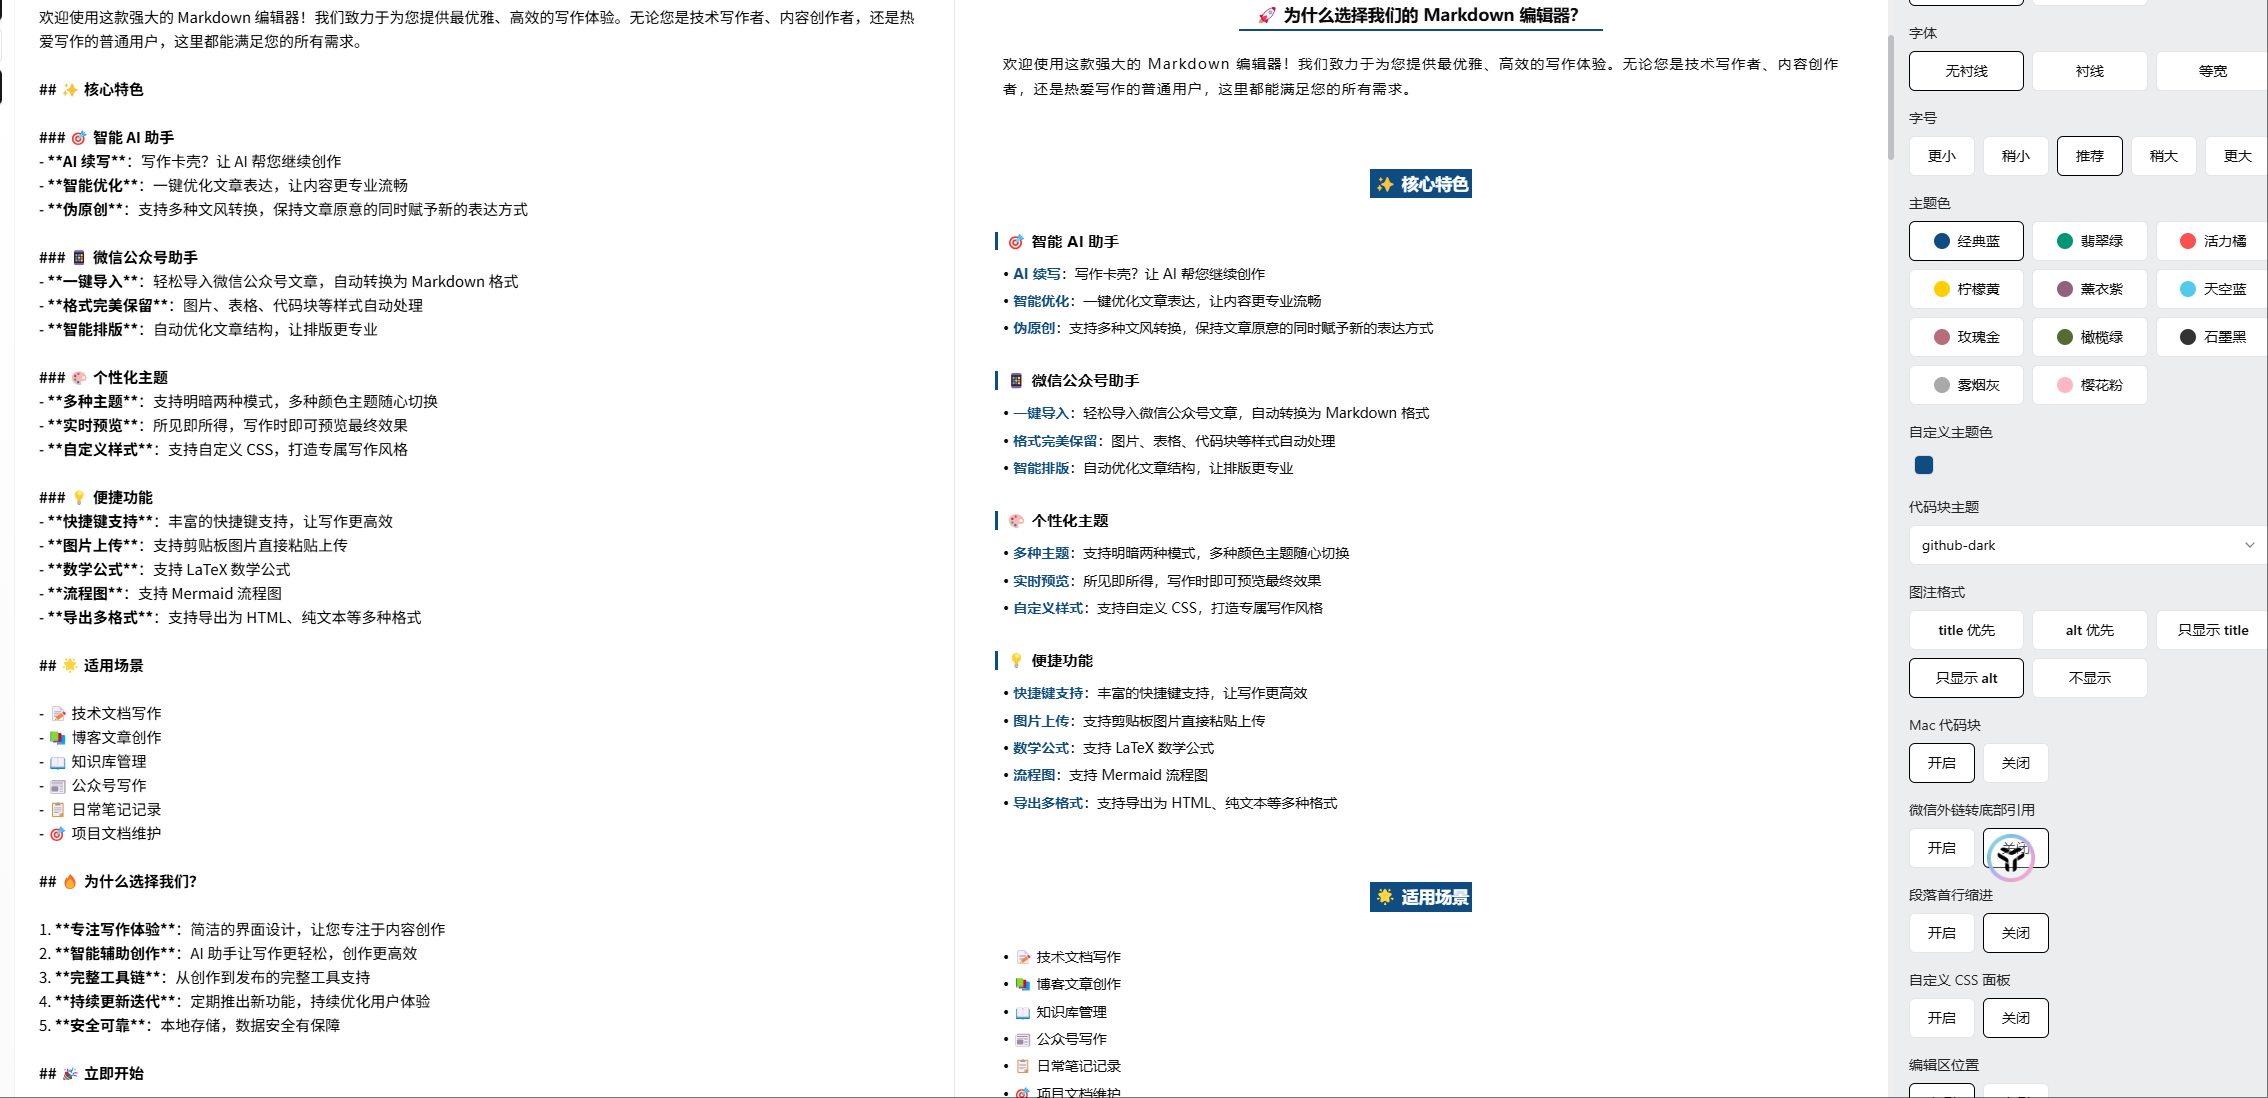 欢迎使用这款强大的 Markdown 编辑器！我们致力于为您提供最优雅、高效的写作体验。无论您是技术写作者、内容创作者，还是热
爱写作的普通用户，这里都能满足您的所有需求。
## ✨ 核心特色
### 🎯 智能 AI 助手
- **AI 续写**：写作卡壳？让 AI 帮您继续创作
- **智能优化**：一键优化文章表达，让内容更专业流畅
- **伪原创**：支持多种文风转换，保持文章原意的同时赋予新的表达方式
### 📱 微信公众号助手
- **一键导入**：轻松导入微信公众号文章，自动转换为 Markdown 格式
- **格式完美保留**：图片、表格、代码块等样式自动处理
- **智能排版**：自动优化文章结构，让排版更专业
### 🎨 个性化主题
- **多种主题**：支持明暗两种模式，多种颜色主题随心切换
- **实时预览**：所见即所得，写作时即可预览最终效果
- **自定义样式**：支持自定义 CSS，打造专属写作风格
### 💡 便捷功能
- **快捷键支持**：丰富的快捷键支持，让写作更高效
- **图片上传**：支持剪贴板图片直接粘贴上传
- **数学公式**：支持 LaTeX 数学公式
- **流程图**：支持 Mermaid 流程图
- **导出多格式**：支持导出为 HTML、纯文本等多种格式
## 🌟 适用场景
- 📝 技术文档写作
- 📚 博客文章创作
- 📖 知识库管理
- 📰 公众号写作
- 📋 日常笔记记录
- 🎯 项目文档维护
## 🔥 为什么选择我们？
1. **专注写作体验**：简洁的界面设计，让您专注于内容创作
2. **智能辅助创作**：AI 助手让写作更轻松，创作更高效
3. **完整工具链**：从创作到发布的完整工具支持
4. **持续更新迭代**：定期推出新功能，持续优化用户体验
5. **安全可靠**：本地存储，数据安全有保障
## 🎉 立即开始
🚀 为什么选择我们的 Markdown 编辑器？
欢迎使用这款强大的 Markdown 编辑器！我们致力于为您提供最优雅、高效的写作体验。无论您是技术写作者、内容创作
者，还是热爱写作的普通用户，这里都能满足您的所有需求。
✨ 核心特色
🎯 智能 AI 助手
• AI 续写：写作卡壳？让 AI 帮您继续创作
• 智能优化：一键优化文章表达，让内容更专业流畅
• 伪原创：支持多种文风转换，保持文章原意的同时赋予新的表达方式
📱 微信公众号助手
• 一键导入：轻松导入微信公众号文章，自动转换为 Markdown 格式
• 格式完美保留：图片、表格、代码块等样式自动处理
• 智能排版：自动优化文章结构，让排版更专业
🎨 个性化主题
• 多种主题：支持明暗两种模式，多种颜色主题随心切换
• 实时预览：所见即所得，写作时即可预览最终效果
• 自定义样式：支持自定义 CSS，打造专属写作风格
💡 便捷功能
• 快捷键支持：丰富的快捷键支持，让写作更高效
• 图片上传：支持剪贴板图片直接粘贴上传
• 数学公式：支持 LaTeX 数学公式
• 流程图：支持 Mermaid 流程图
• 导出多格式：支持导出为 HTML、纯文本等多种格式
🌟 适用场景
• 📝 技术文档写作
• 📚 博客文章创作
• 📖 知识库管理
• 📰 公众号写作
• 📋 日常笔记记录
• 🎯 项目文档维护
字体
无衬线 衬线 等宽
字号
更小 稍小 推荐 稍大 更大
主题色
经典蓝 翡翠绿 活力橘
柠檬黄 薰衣紫 天空蓝
玫瑰金 橄榄绿 石墨黑
雾烟灰 樱花粉
自定义主题色
代码块主题
github-dark
图注格式
title 优先 alt 优先 只显示 title
只显示 alt 不显示
Mac 代码块
开启 关闭
微信外链转底部引用
开启 关闭
段落首行缩进
开启 关闭
自定义 CSS 面板
开启 关闭
编辑区位置